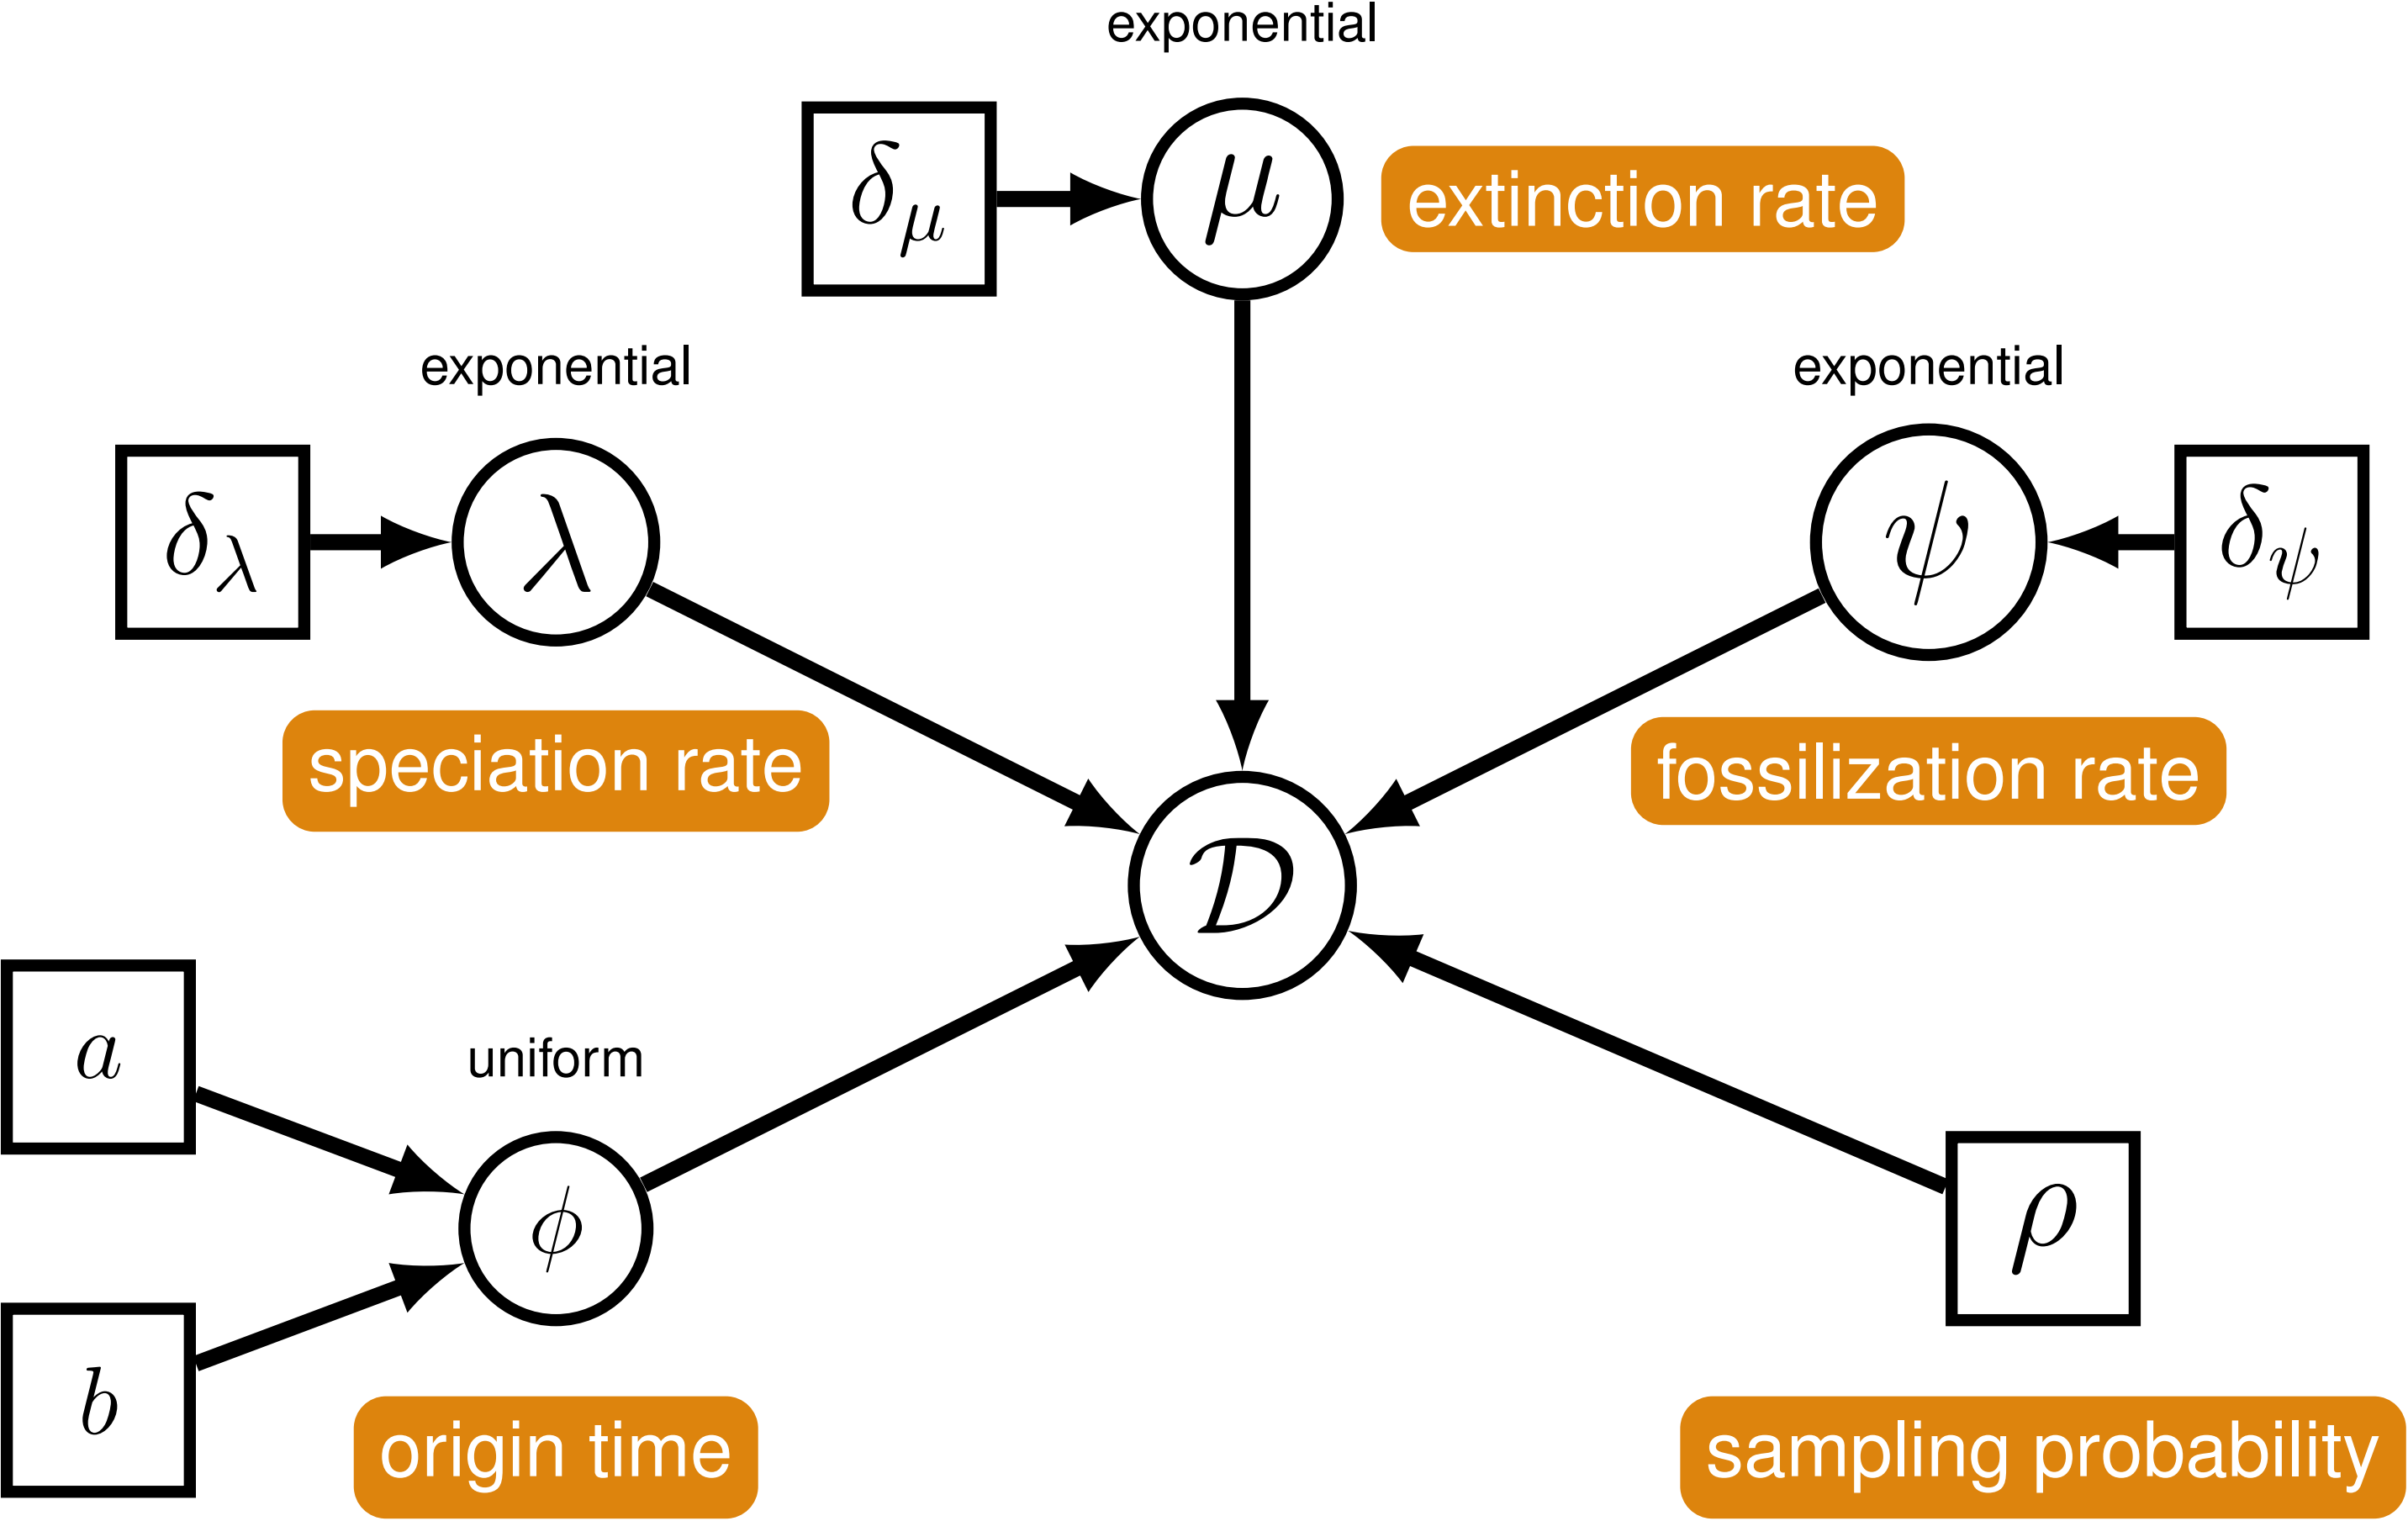 exponential
δμ
μ
extinction rate
exponential
exponential
δλ
λ
ψ
δψ
speciation rate
fossilization rate
𝒟
a
uniform
ϕ
ρ
b
origin time
sampling probability